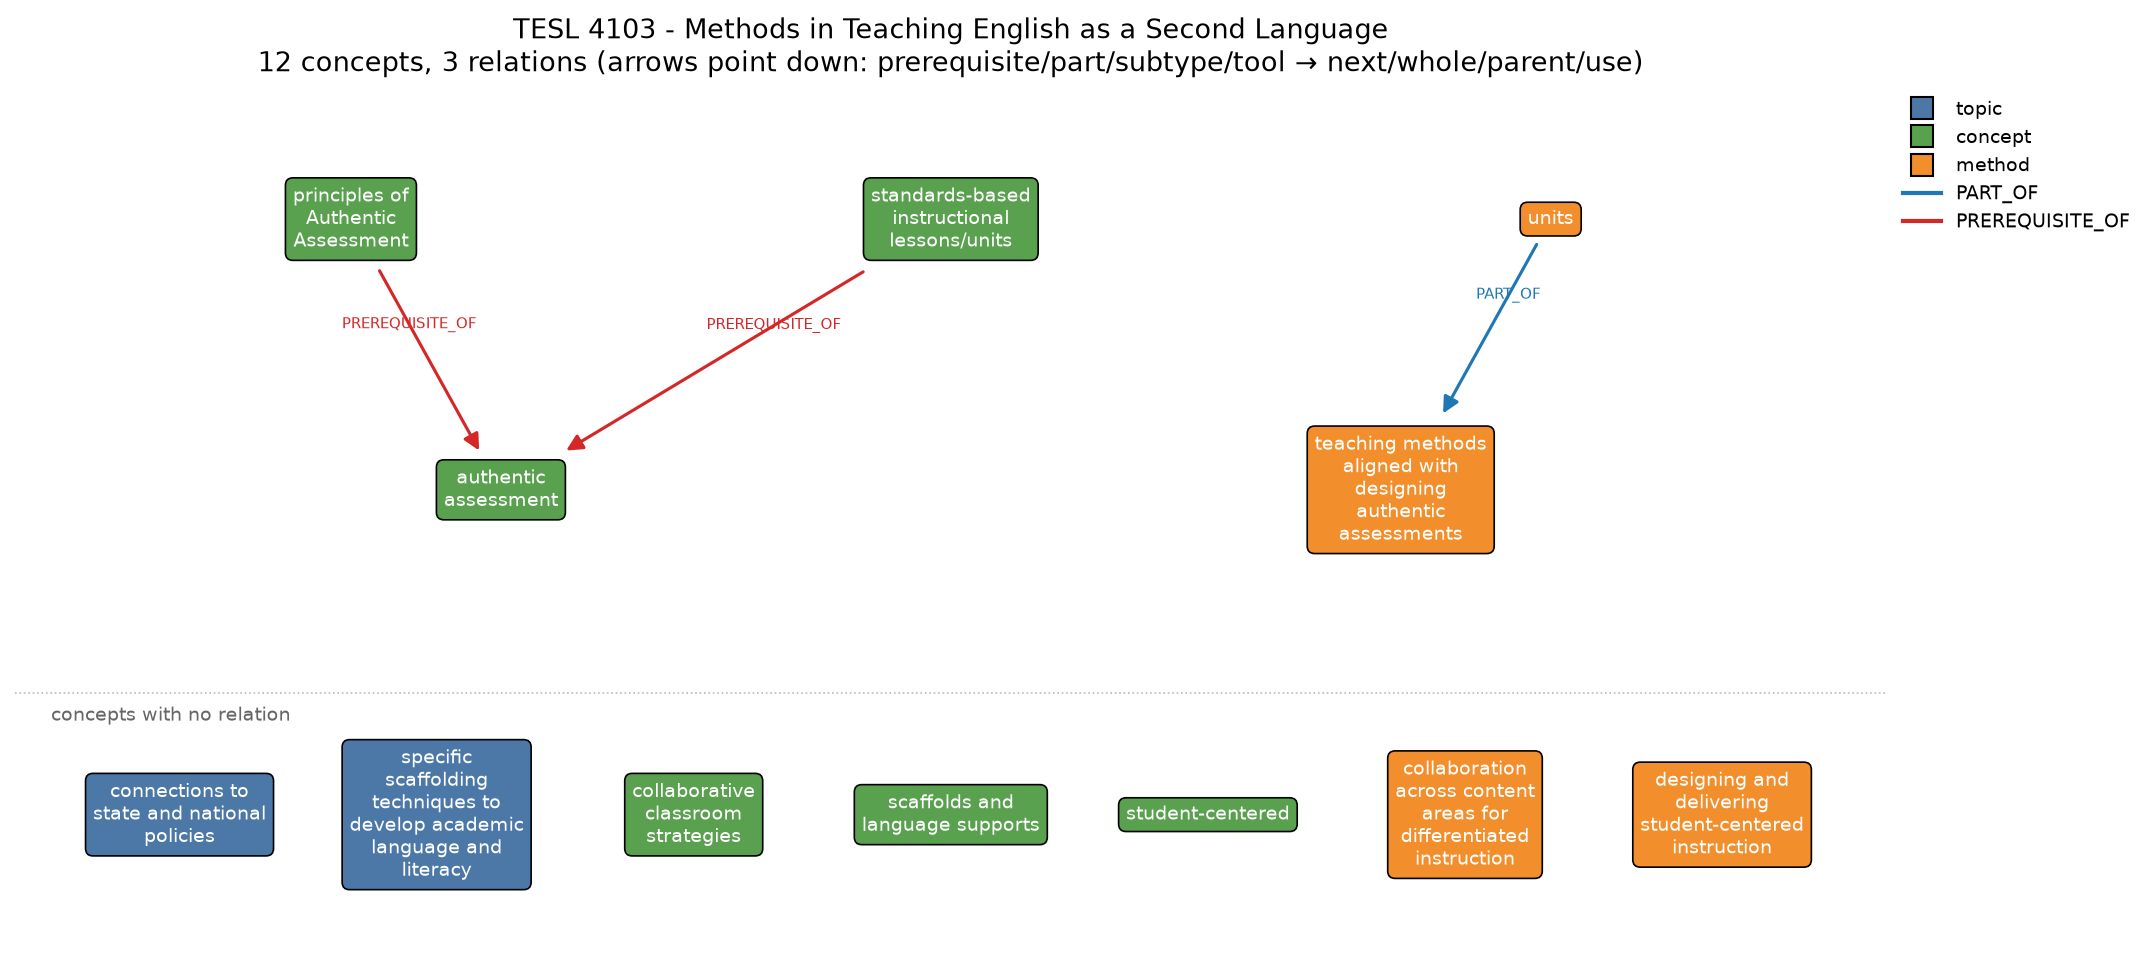 TESL 4103 - Methods in Teaching English as a Second Language
12 concepts, 3 relations (arrows point down: prerequisite/part/subtype/tool → next/whole/parent/use)
topic
concept
method
PART_OF
PREREQUISITE_OF
principles of
Authentic
Assessment
standards-based
instructional
lessons/units
units
PREREQUISITE_OF
PREREQUISITE_OF
PART_OF
authentic
assessment
teaching methods
aligned with
designing
authentic
assessments
concepts with no relation
connections to
state and national
policies
specific
scaffolding
techniques to
develop academic
language and
literacy
collaborative
classroom
strategies
scaffolds and
language supports
student-centered
collaboration
across content
areas for
differentiated
instruction
designing and
delivering
student-centered
instruction